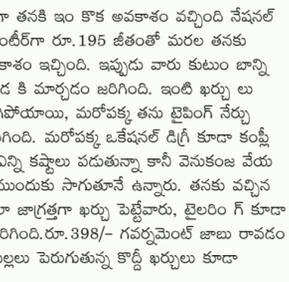 గా తనకి ఇం కొక అవకాశం వచ్చింది నేషనల్
ంటీర్‌గా రూ.195 జీతంతో మరల తనకు
కాశం ఇచ్చింది. ఇప్పుడు వారు కుటుం బాన్ని
డ కి మార్చడం జరిగింది. ఇంటి ఖర్చు లు
గిపోయాయి, మరోపక్క తను టైపింగ్ నేర్చు
గింది. మరోపక్క ఒకేషనల్ డిగ్రీ కూడా కంప్లీ
ఎన్ని కష్టాలు పడుతున్నా కానీ వెనుకంజ వేయ
ముందుకు సాగుతూనే ఉన్నారు. తనకు వచ్చిన
లా జాగ్రత్తగా ఖర్చు పెట్టేవారు, టైలరిం గ్ కూడా
రిగింది.రూ.398/– గవర్నమెంట్ జాబు రావడం
ల్లలు పెరుగుతున్న కొద్దీ ఖర్చులు కూడా